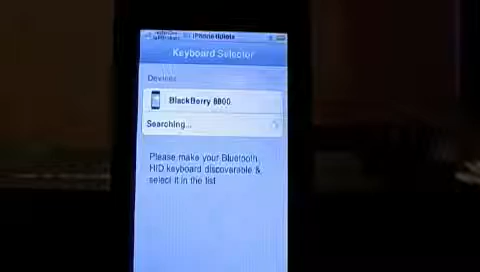 Keyboard Selector
Devices
BlackBerry 8800
Searching...
Please make your Bluetooth
HID keyboard discoverable &
select it in the list